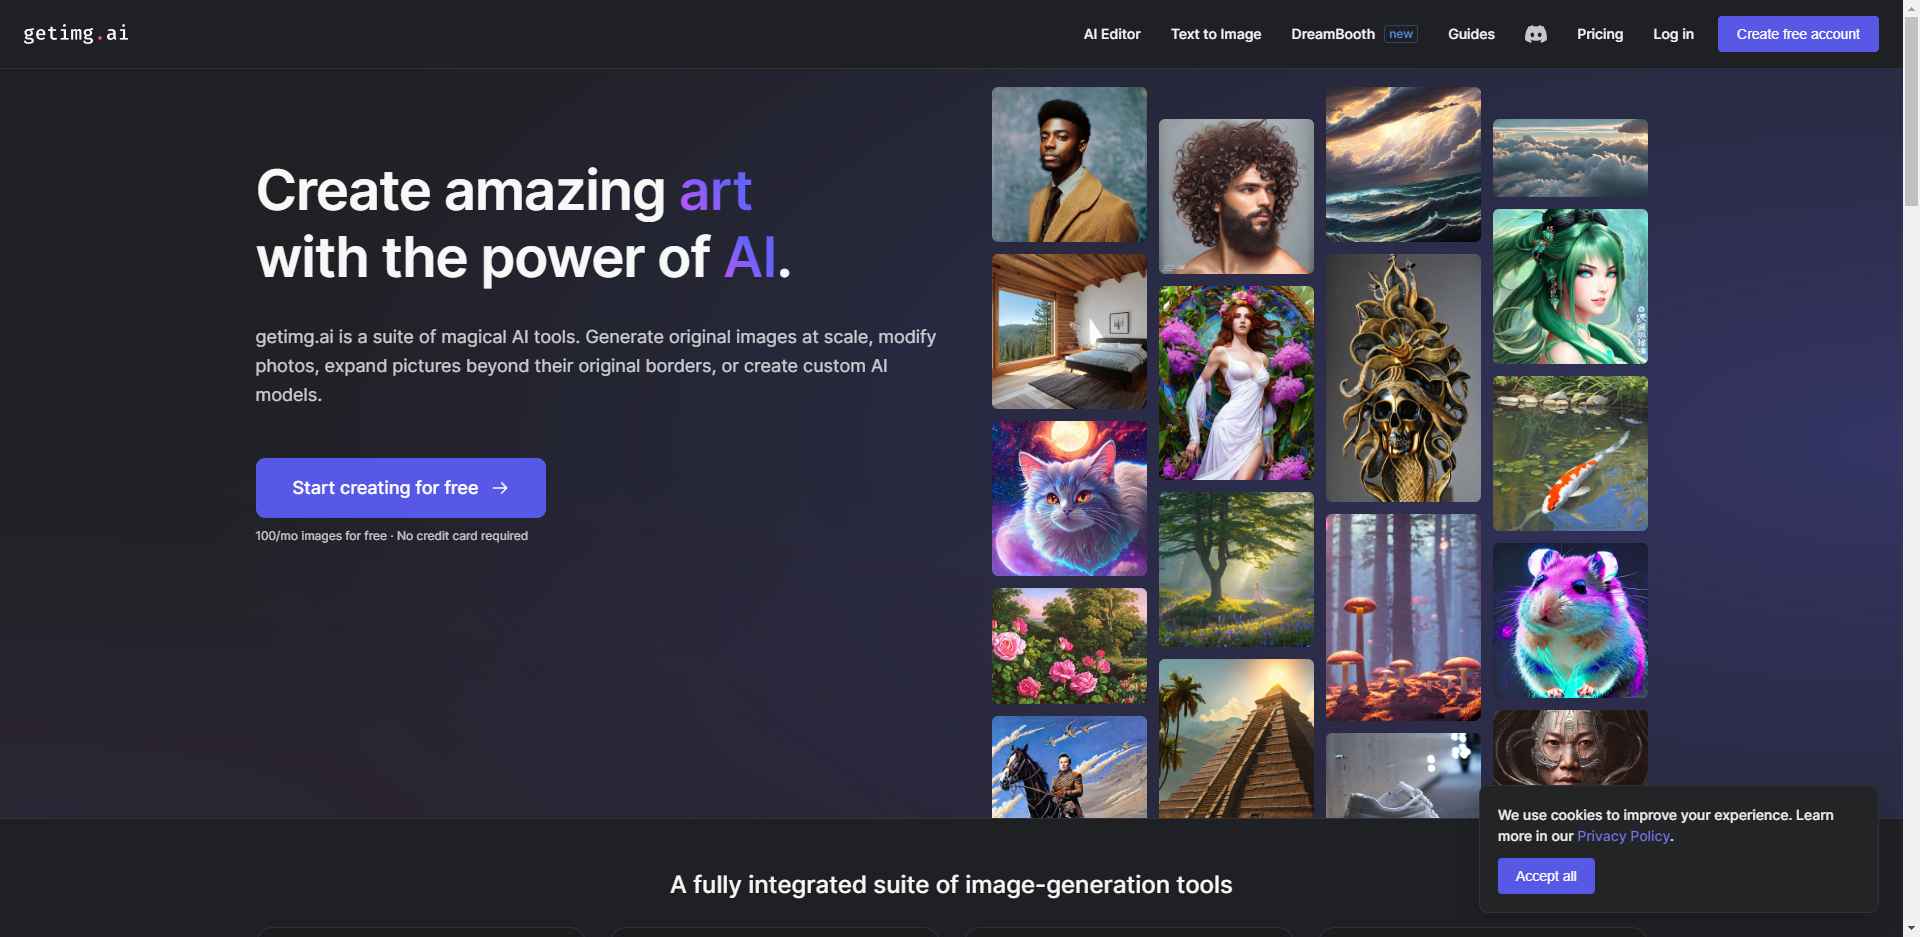 getimg.ai
AI Editor
Text to Image
DreamBooth new
Guides
Pricing
Log in
Create free account
Create amazing art
with the power of AI.
getimg.ai is a suite of magical AI tools. Generate original images at scale, modify
photos, expand pictures beyond their original borders, or create custom AI
models.
Start creating for free →
100/mo images for free · No credit card required
A fully integrated suite of image-generation tools
We use cookies to improve your experience. Learn
more in our Privacy Policy.
Accept all